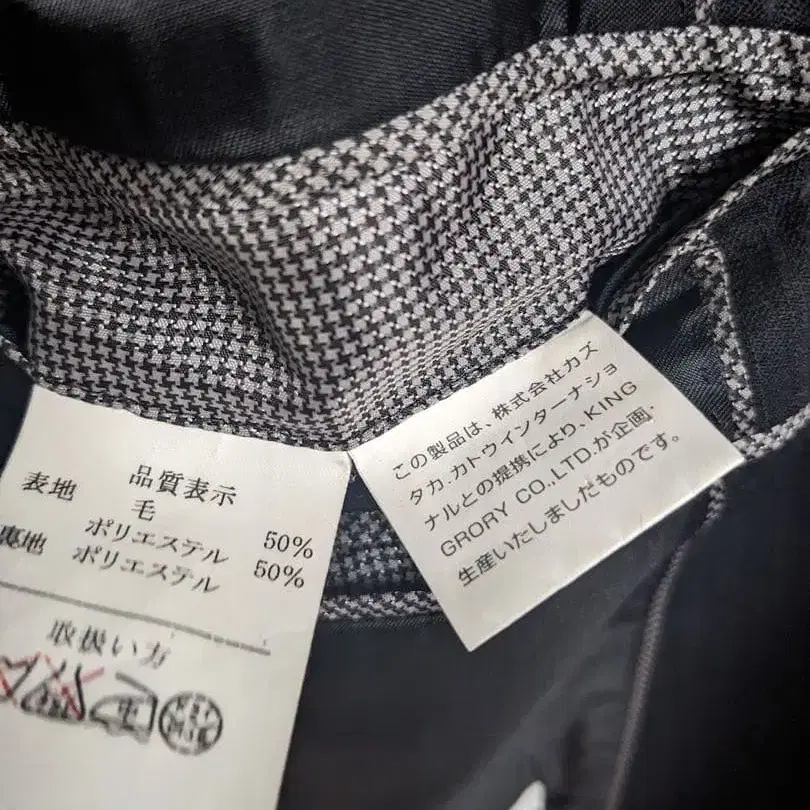 品質表示
表地 毛 50%
ポリエステル 50%
裏地 ポリエステル
取扱い方
中
この製品は、株式会社カズ
タカ.カトウインターナショ
ナルとの提携により、KING
GRORY CO.,LTD.が企画・
生産いたしましたものです。